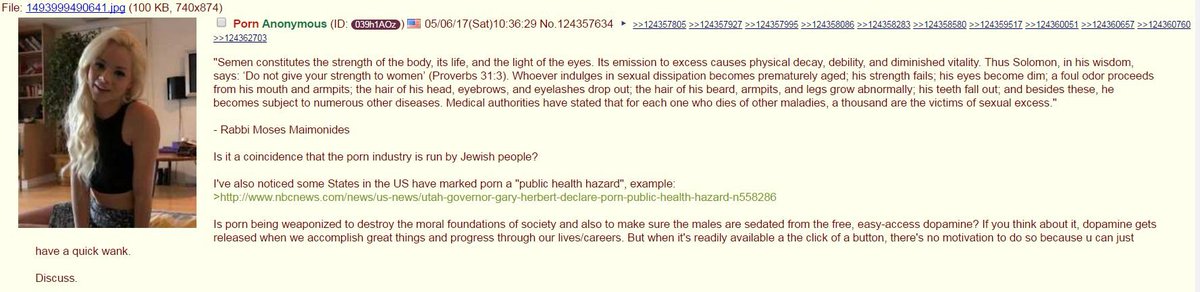 File: 1493999490641.jpg (100 KB, 740x874)
Porn Anonymous (ID: 039h1AOz) 05/06/17(Sat)10:36:29 No.124357634 ► >>124357805 >>124357927 >>124357995 >>124358086 >>124358283 >>124358580 >>124359517 >>124360051 >>124360657 >>124360760
>>124362703
"Semen constitutes the strength of the body, its life, and the light of the eyes. Its emission to excess causes physical decay, debility, and diminished vitality. Thus Solomon, in his wisdom,
says: ‘Do not give your strength to women’ (Proverbs 31:3). Whoever indulges in sexual dissipation becomes prematurely aged; his strength fails; his eyes become dim; a foul odor proceeds
from his mouth and armpits; the hair of his head, eyebrows, and eyelashes drop out; the hair of his beard, armpits, and legs grow abnormally; his teeth fall out; and besides these, he
becomes subject to numerous other diseases. Medical authorities have stated that for each one who dies of other maladies, a thousand are the victims of sexual excess."
- Rabbi Moses Maimonides
Is it a coincidence that the porn industry is run by Jewish people?
I've also noticed some States in the US have marked porn a "public health hazard", example:
>http://www.nbcnews.com/news/us-news/utah-governor-gary-herbert-declare-porn-public-health-hazard-n558286
Is porn being weaponized to destroy the moral foundations of society and also to make sure the males are sedated from the free, easy-access dopamine? If you think about it, dopamine gets
released when we accomplish great things and progress through our lives/careers. But when it's readily available a the click of a button, there's no motivation to do so because u can just
have a quick wank.
Discuss.